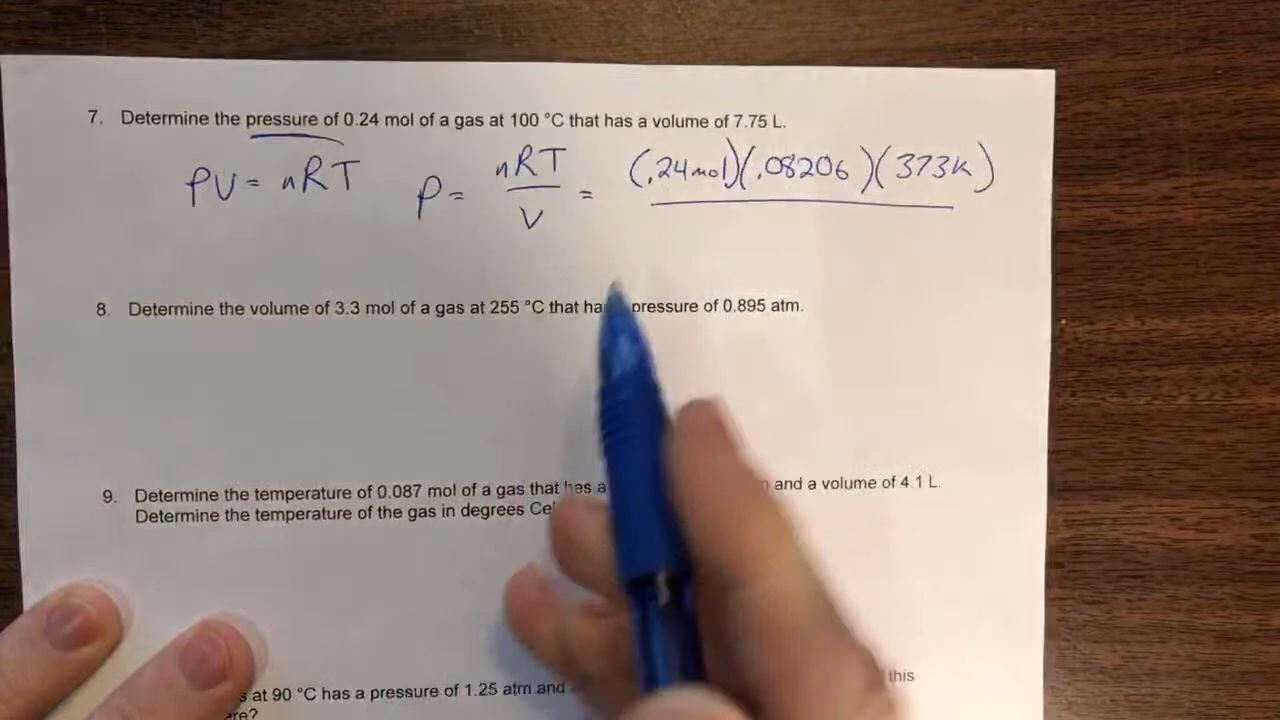 7. Determine the pressure of 0.24 mol of a gas at 100 °C that has a volume of 7.75 L.
PV = nRT P = nRT / V = (.24mol)(.08206)(373K)
8. Determine the volume of 3.3 mol of a gas at 255 °C that ha pressure of 0.895 atm.
9. Determine the temperature of 0.087 mol of a gas that has a and a volume of 4.1 L.
Determine the temperature of the gas in degrees Ce
this
s at 90 °C has a pressure of 1.25 atm and
ere?